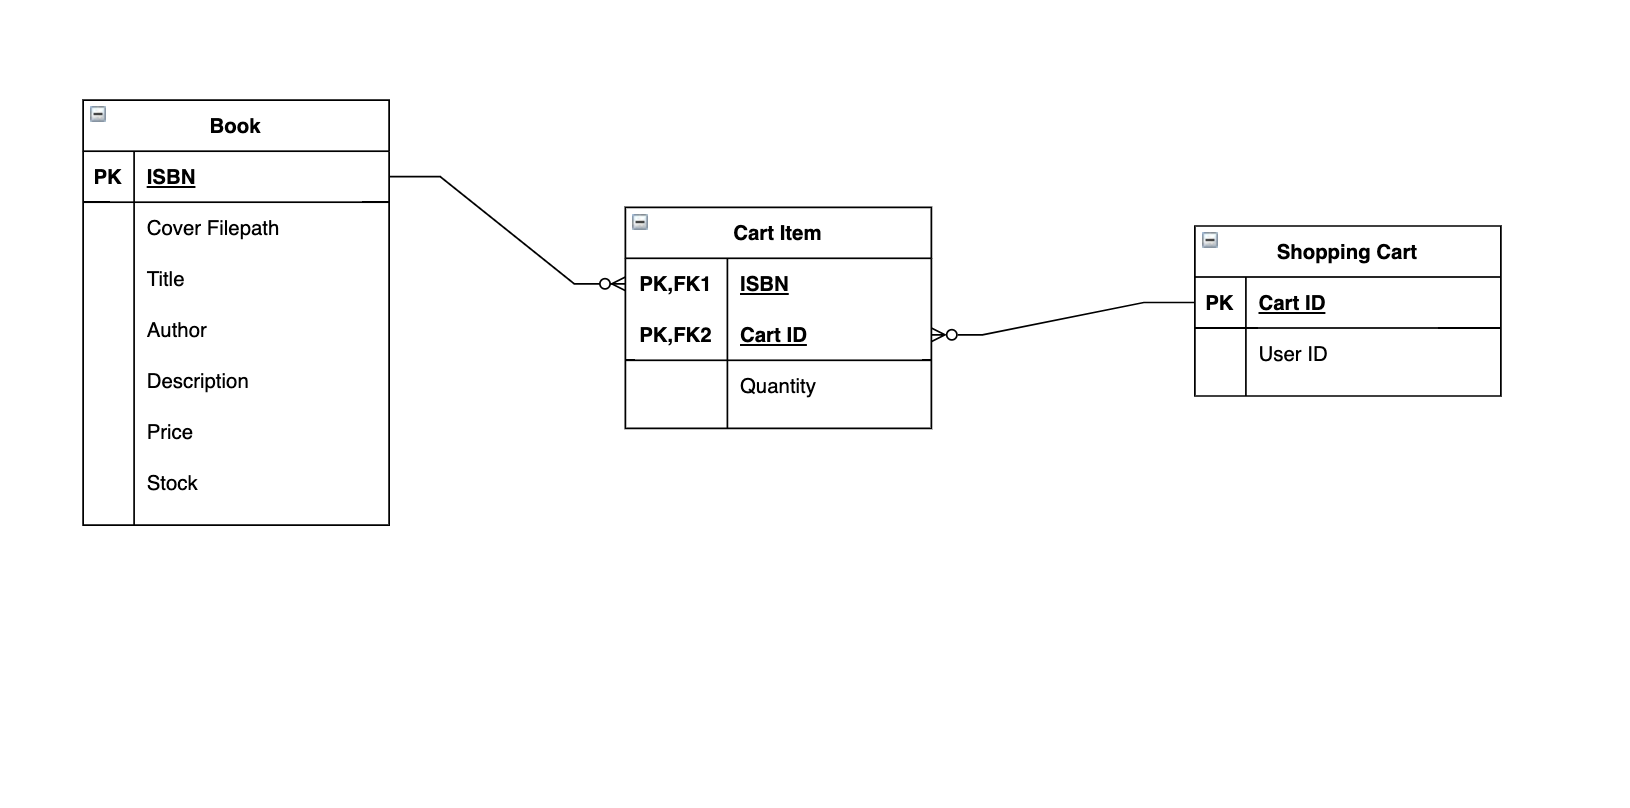 Book
PK ISBN
Cover Filepath
Title
Author
Description
Price
Stock
Cart Item
PK,FK1 ISBN
PK,FK2 Cart ID
Quantity
Shopping Cart
PK Cart ID
User ID